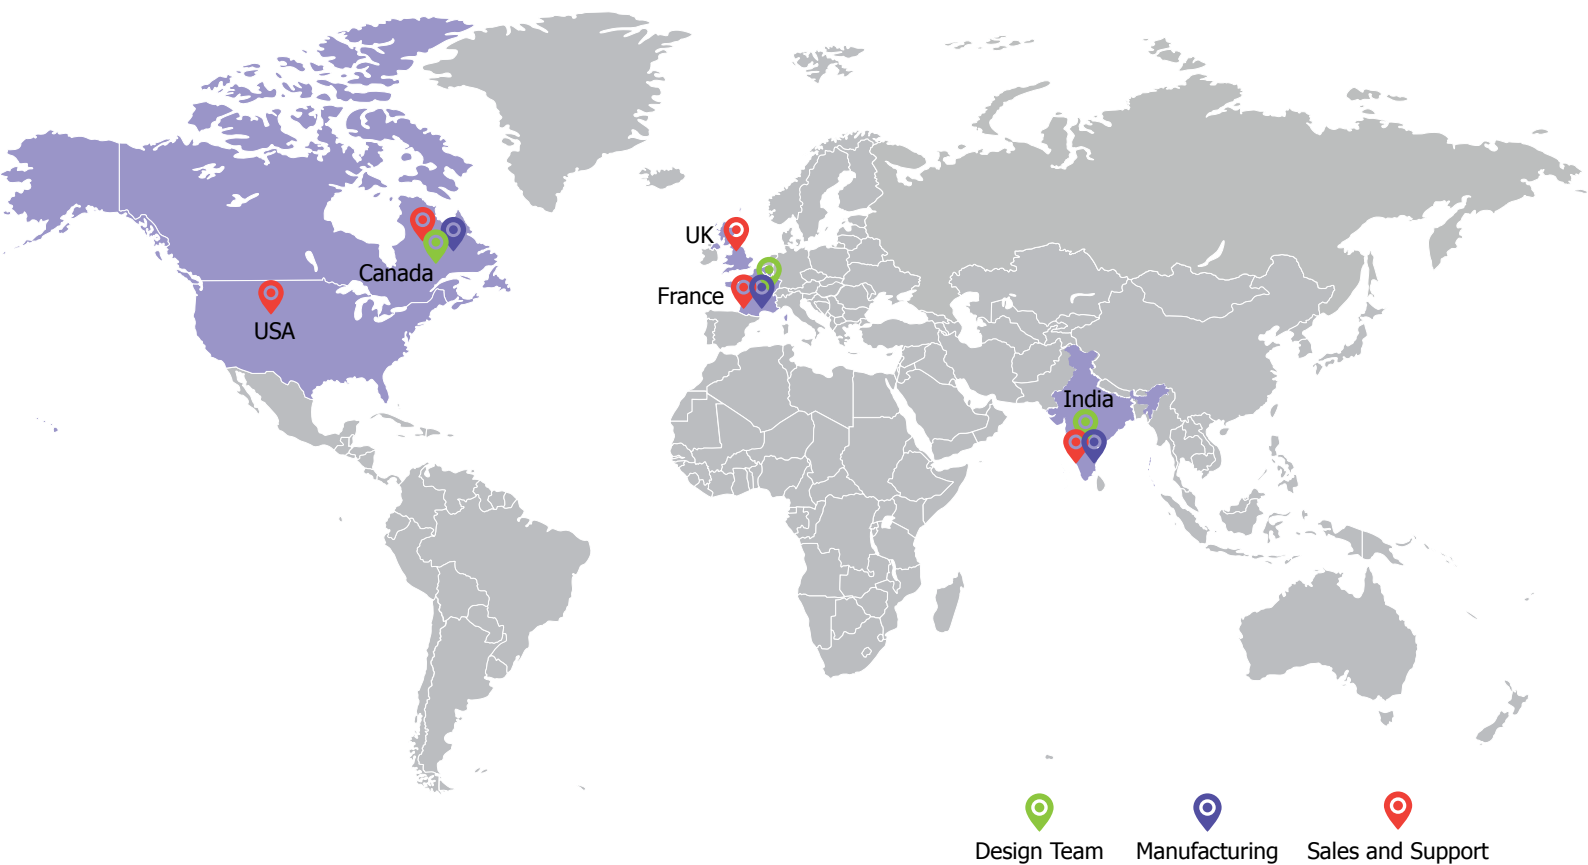 UK
Canada
France
USA
India
Design Team
Manufacturing
Sales and Support